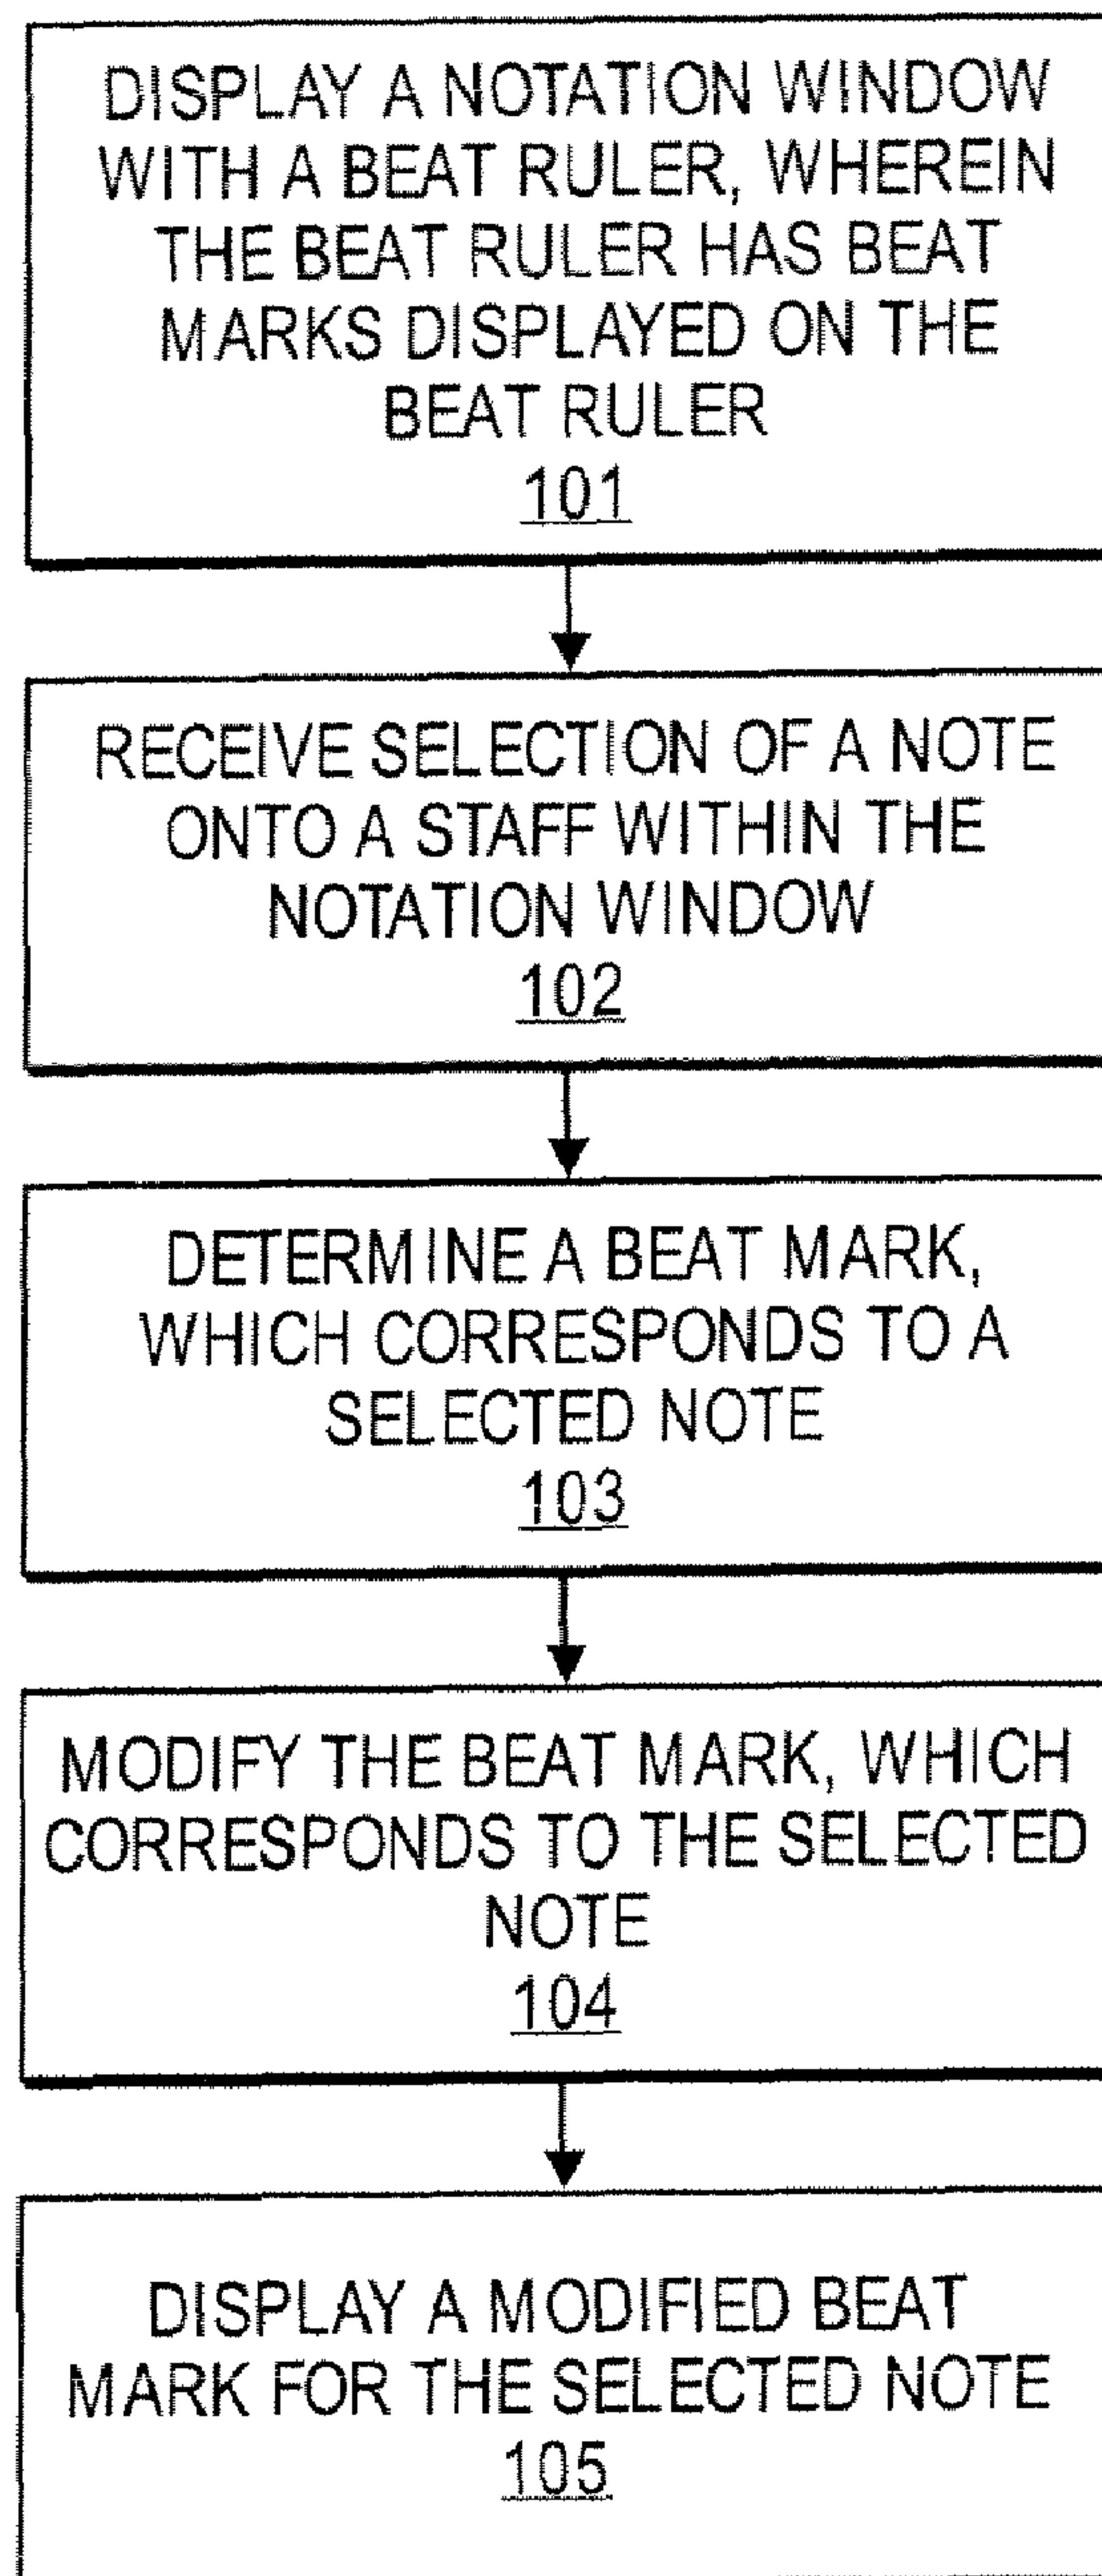 DISPLAY A NOTATION WINDOW
WITH A BEAT RULER, WHEREIN
THE BEAT RULER HAS BEAT
MARKS DISPLAYED ON THE
BEAT RULER
101
RECEIVE SELECTION OF A NOTE
ONTO A STAFF WITHIN THE
NOTATION WINDOW
102
DETERMINE A BEAT MARK,
WHICH CORRESPONDS TO A
SELECTED NOTE
103
MODIFY THE BEAT MARK, WHICH
CORRESPONDS TO THE SELECTED
NOTE
104
DISPLAY A MODIFIED BEAT
MARK FOR THE SELECTED NOTE
105